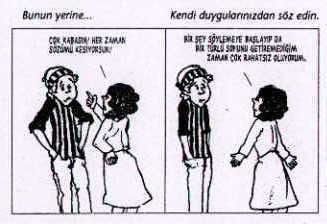 Bunun yerine...
Kendi duygularınızdan söz edin.
ÇOK KABASIN! HER ZAMAN
SÖZÜMÜ KESİYORSUN!
BİR ŞEY SÖYLEMEYE BAŞLAYIP DA
BİR TÜRLÜ SONUNU GETİREMEDİĞİM
ZAMAN ÇOK RAHATSIZ OLUYORUM.